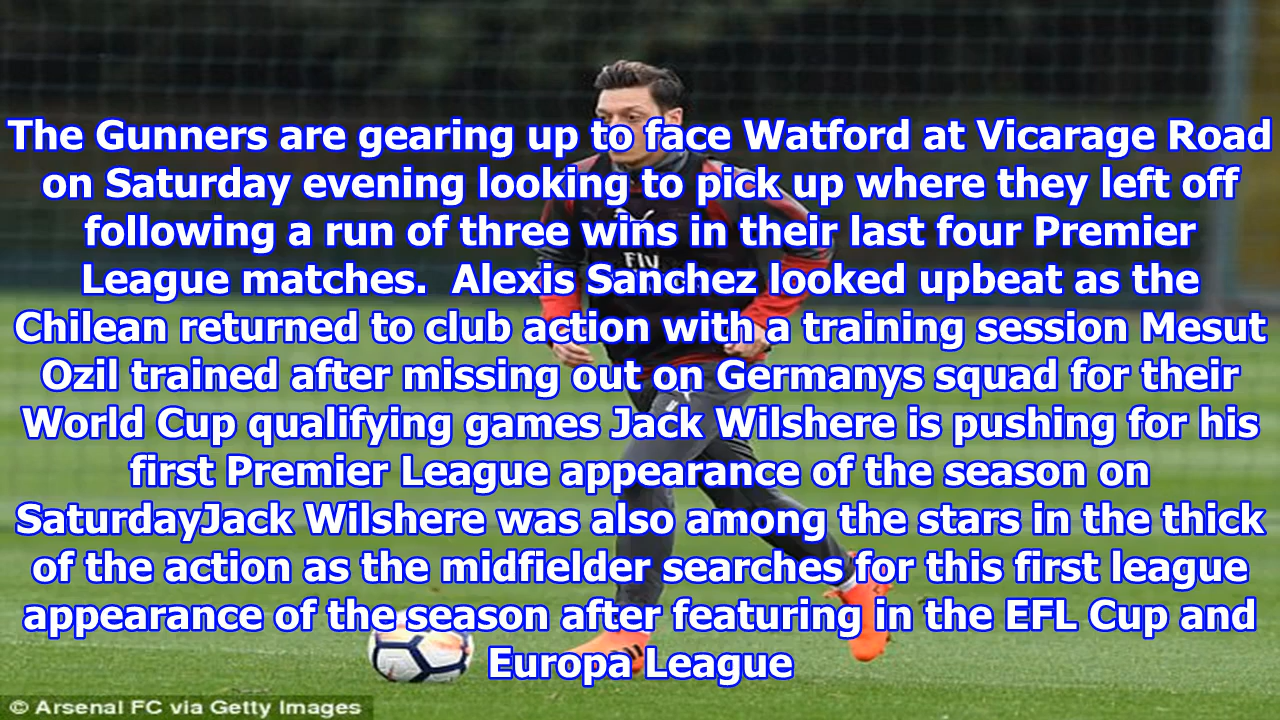 The Gunners are gearing up to face Watford at Vicarage Road
on Saturday evening looking to pick up where they left off
following a run of three wins in their last four Premier
League matches.  Alexis Sanchez looked upbeat as the
Chilean returned to club action with a training session Mesut
Ozil trained after missing out on Germanys squad for their
World Cup qualifying games Jack Wilshere is pushing for his
first Premier League appearance of the season on
SaturdayJack Wilshere was also among the stars in the thick
of the action as the midfielder searches for this first league
appearance of the season after featuring in the EFL Cup and
Europa League
© Arsenal FC via Getty Images